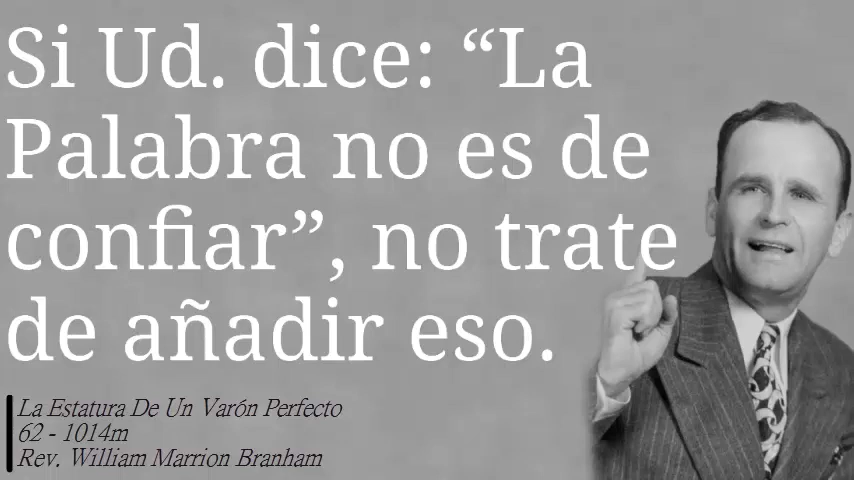 Si Ud. dice: “La
Palabra no es de
confiar”, no trate
de añadir eso.
La Estatura De Un Varón Perfecto
62 - 1014m
Rev. William Marrion Branham